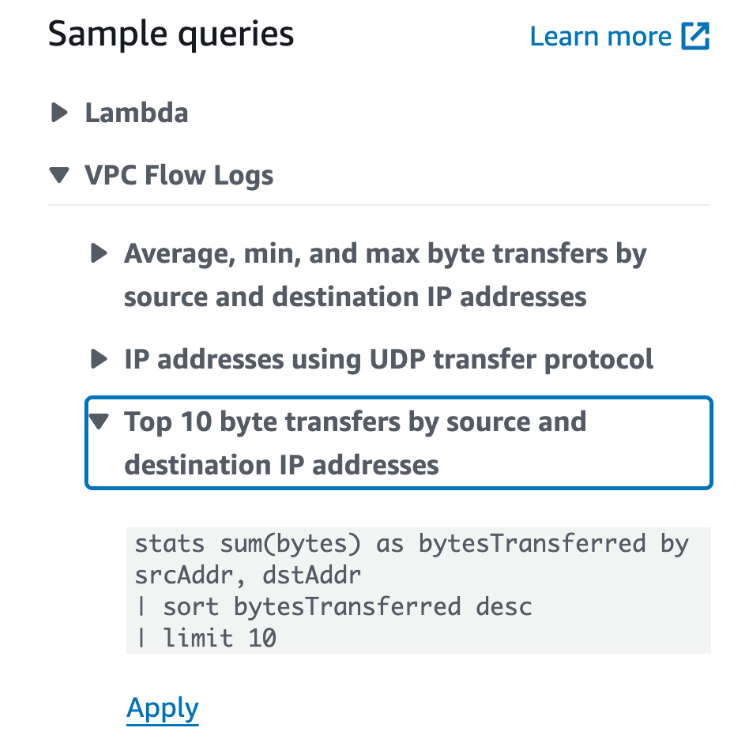 Sample queries
Learn more
Lambda
VPC Flow Logs
Average, min, and max byte transfers by
source and destination IP addresses
IP addresses using UDP transfer protocol
Top 10 byte transfers by source and
destination IP addresses
stats sum(bytes) as bytesTransferred by
srcAddr, dstAddr
| sort bytesTransferred desc
| limit 10
Apply